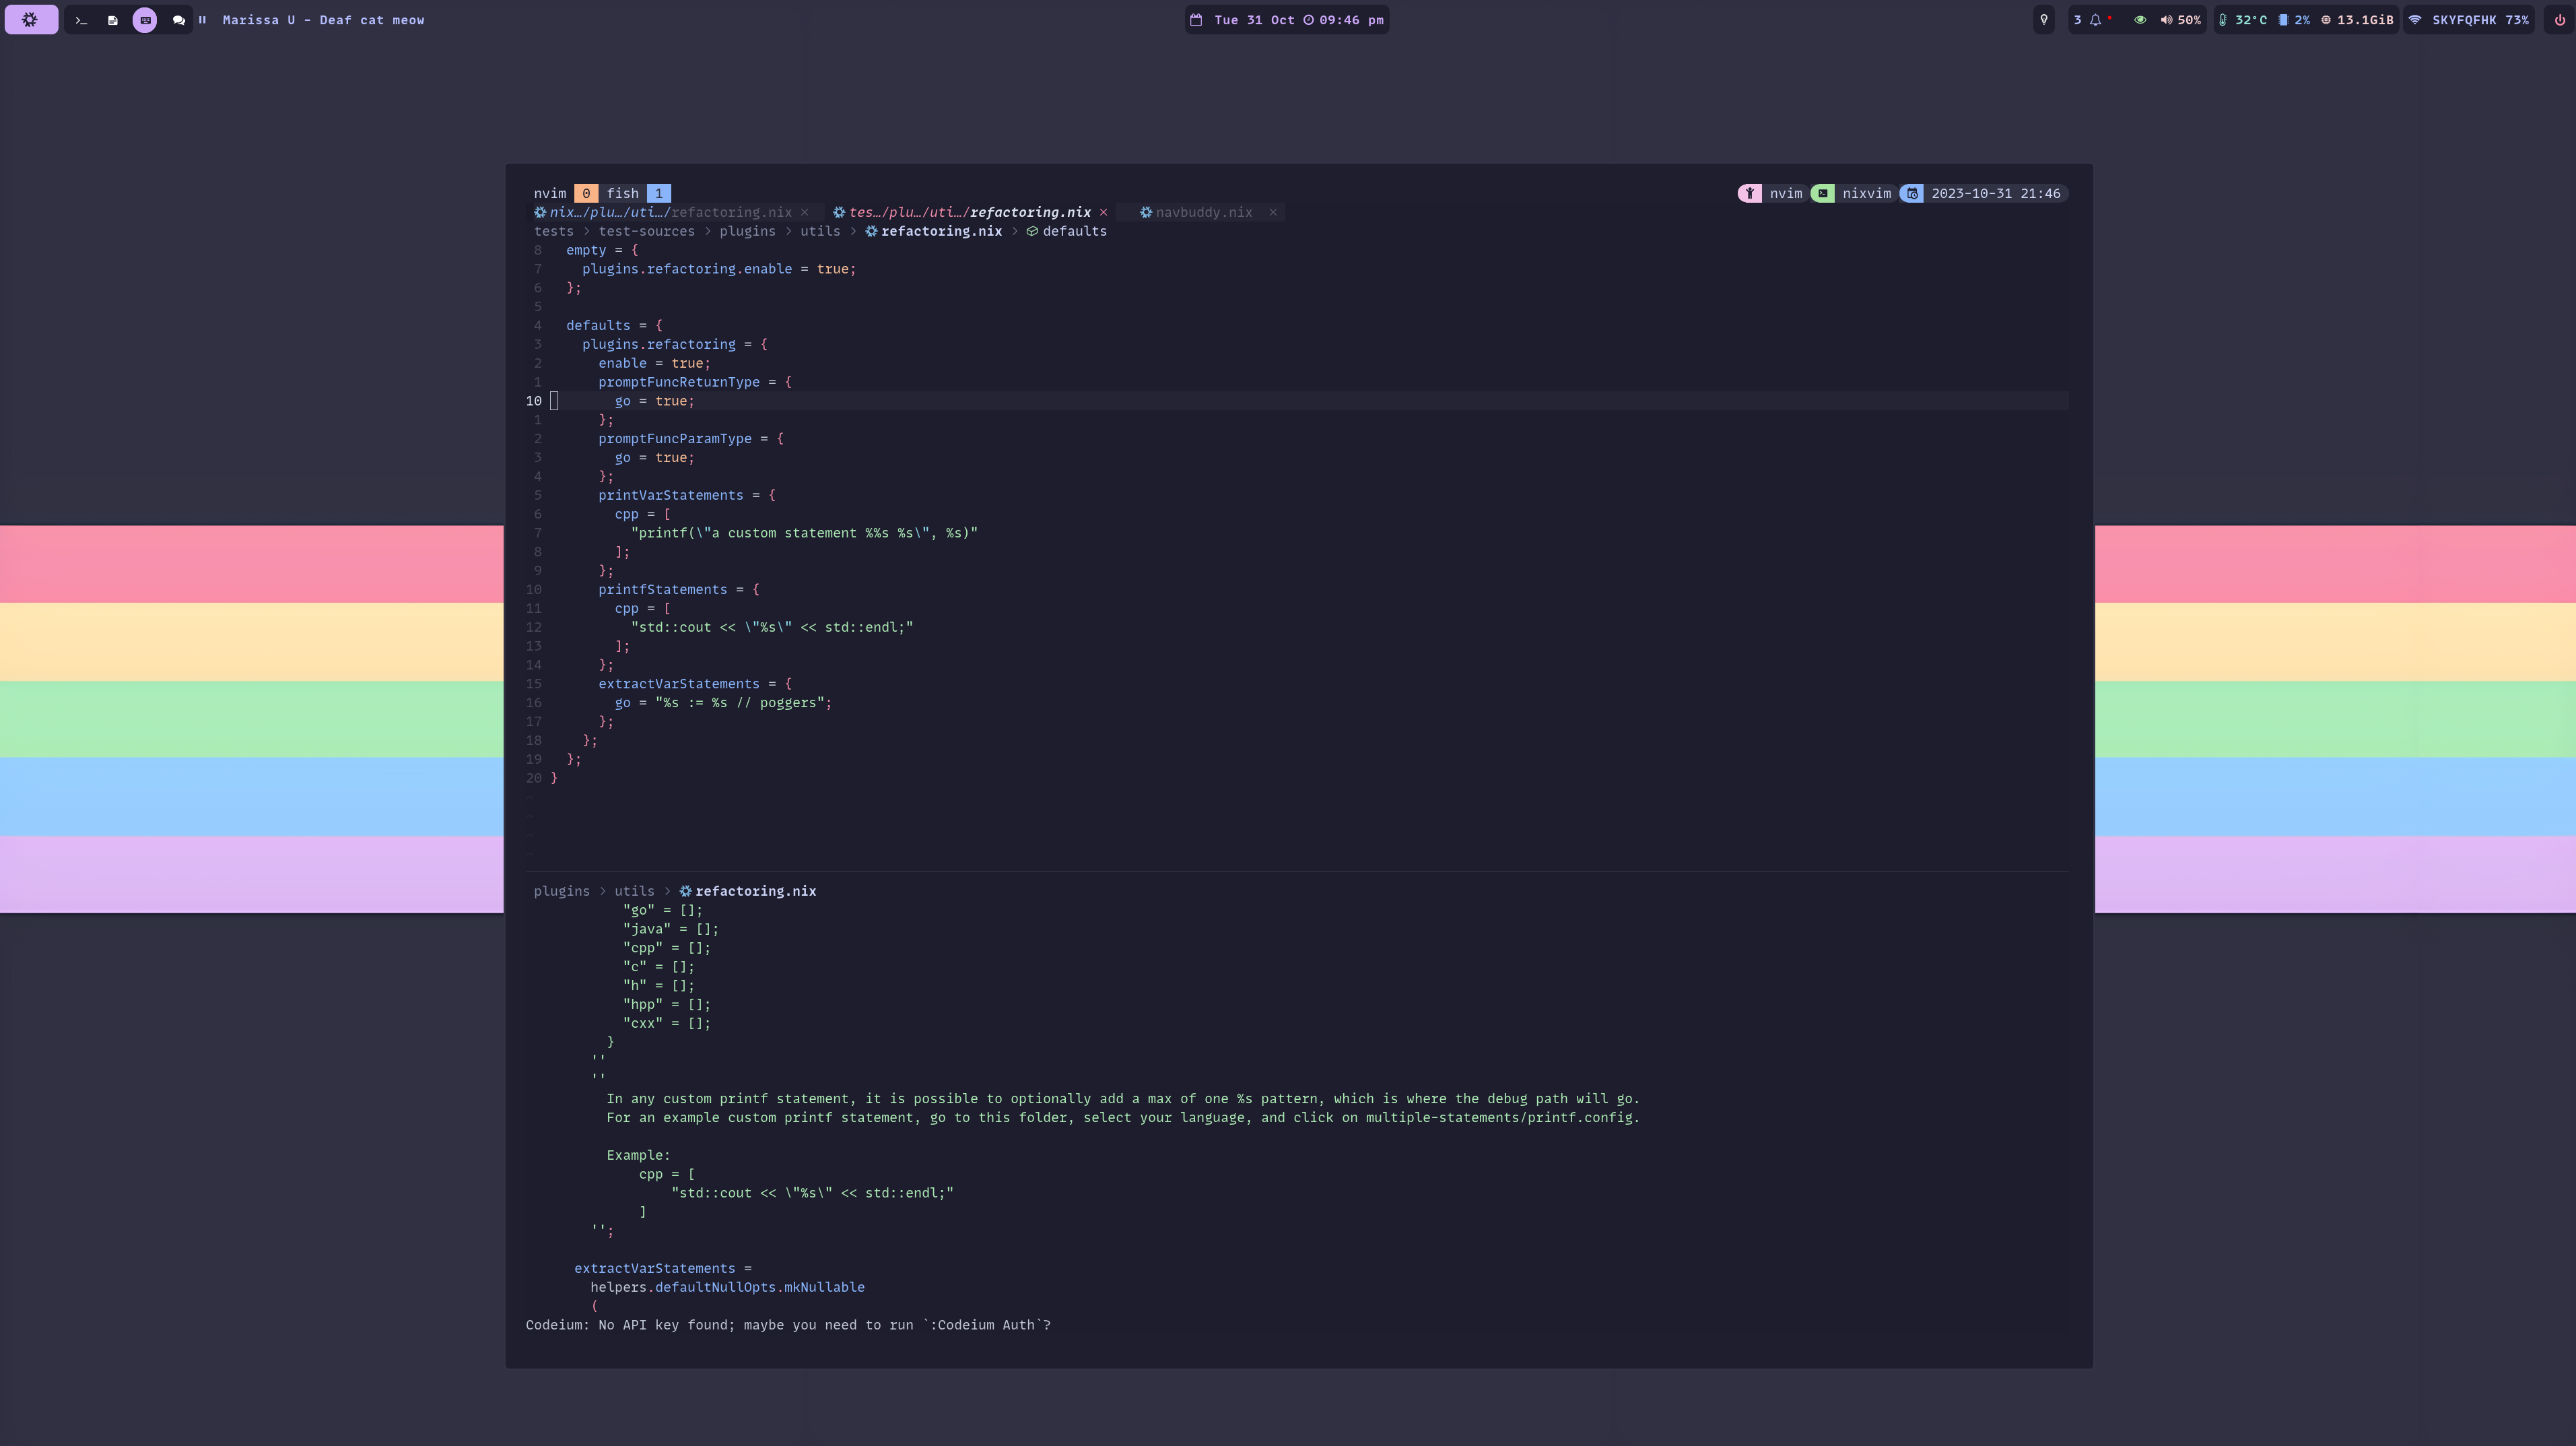 Marissa U - Deaf cat meow
Tue 31 Oct 09:46 pm
3 50% 32°C 2% 13.1GiB SKYFQFHK 73%
nvim 0 fish 1
nvim nixvim 2023-10-31 21:46
nix…/plu…/uti…/refactoring.nix × tes…/plu…/uti…/refactoring.nix × navbuddy.nix ×
tests > test-sources > plugins > utils > refactoring.nix > defaults
8 empty = {
7 plugins.refactoring.enable = true;
6 };
5
4 defaults = {
3 plugins.refactoring = {
2 enable = true;
1 promptFuncReturnType = {
10 go = true;
1 };
2 promptFuncParamType = {
3 go = true;
4 };
5 printVarStatements = {
6 cpp = [
7 "printf(\"a custom statement %%s %s\", %s)"
8 ];
9 };
10 printfStatements = {
11 cpp = [
12 "std::cout << \"%s\" << std::endl;"
13 ];
14 };
15 extractVarStatements = {
16 go = "%s := %s // poggers";
17 };
18 };
19 };
20 }
~
~
~
~
plugins > utils > refactoring.nix
"go" = [];
"java" = [];
"cpp" = [];
"c" = [];
"h" = [];
"hpp" = [];
"cxx" = [];
}
''
''
In any custom printf statement, it is possible to optionally add a max of one %s pattern, which is where the debug path will go.
For an example custom printf statement, go to this folder, select your language, and click on multiple-statements/printf.config.
Example:
cpp = [
"std::cout << \"%s\" << std::endl;"
]
'';
extractVarStatements =
helpers.defaultNullOpts.mkNullable
(
Codeium: No API key found; maybe you need to run `:Codeium Auth`?